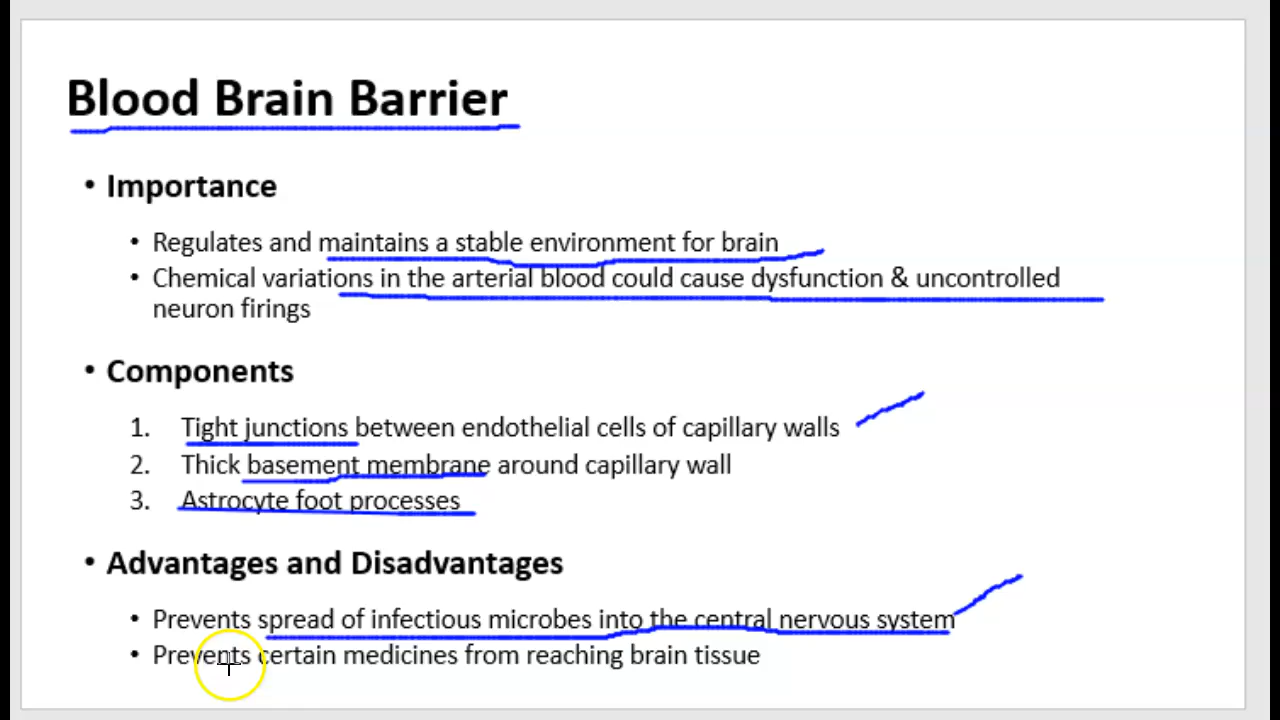 Blood Brain Barrier
• Importance
• Regulates and maintains a stable environment for brain
• Chemical variations in the arterial blood could cause dysfunction & uncontrolled
neuron firings
• Components
1. Tight junctions between endothelial cells of capillary walls
2. Thick basement membrane around capillary wall
3. Astrocyte foot processes
• Advantages and Disadvantages
• Prevents spread of infectious microbes into the central nervous system
• Prevents certain medicines from reaching brain tissue